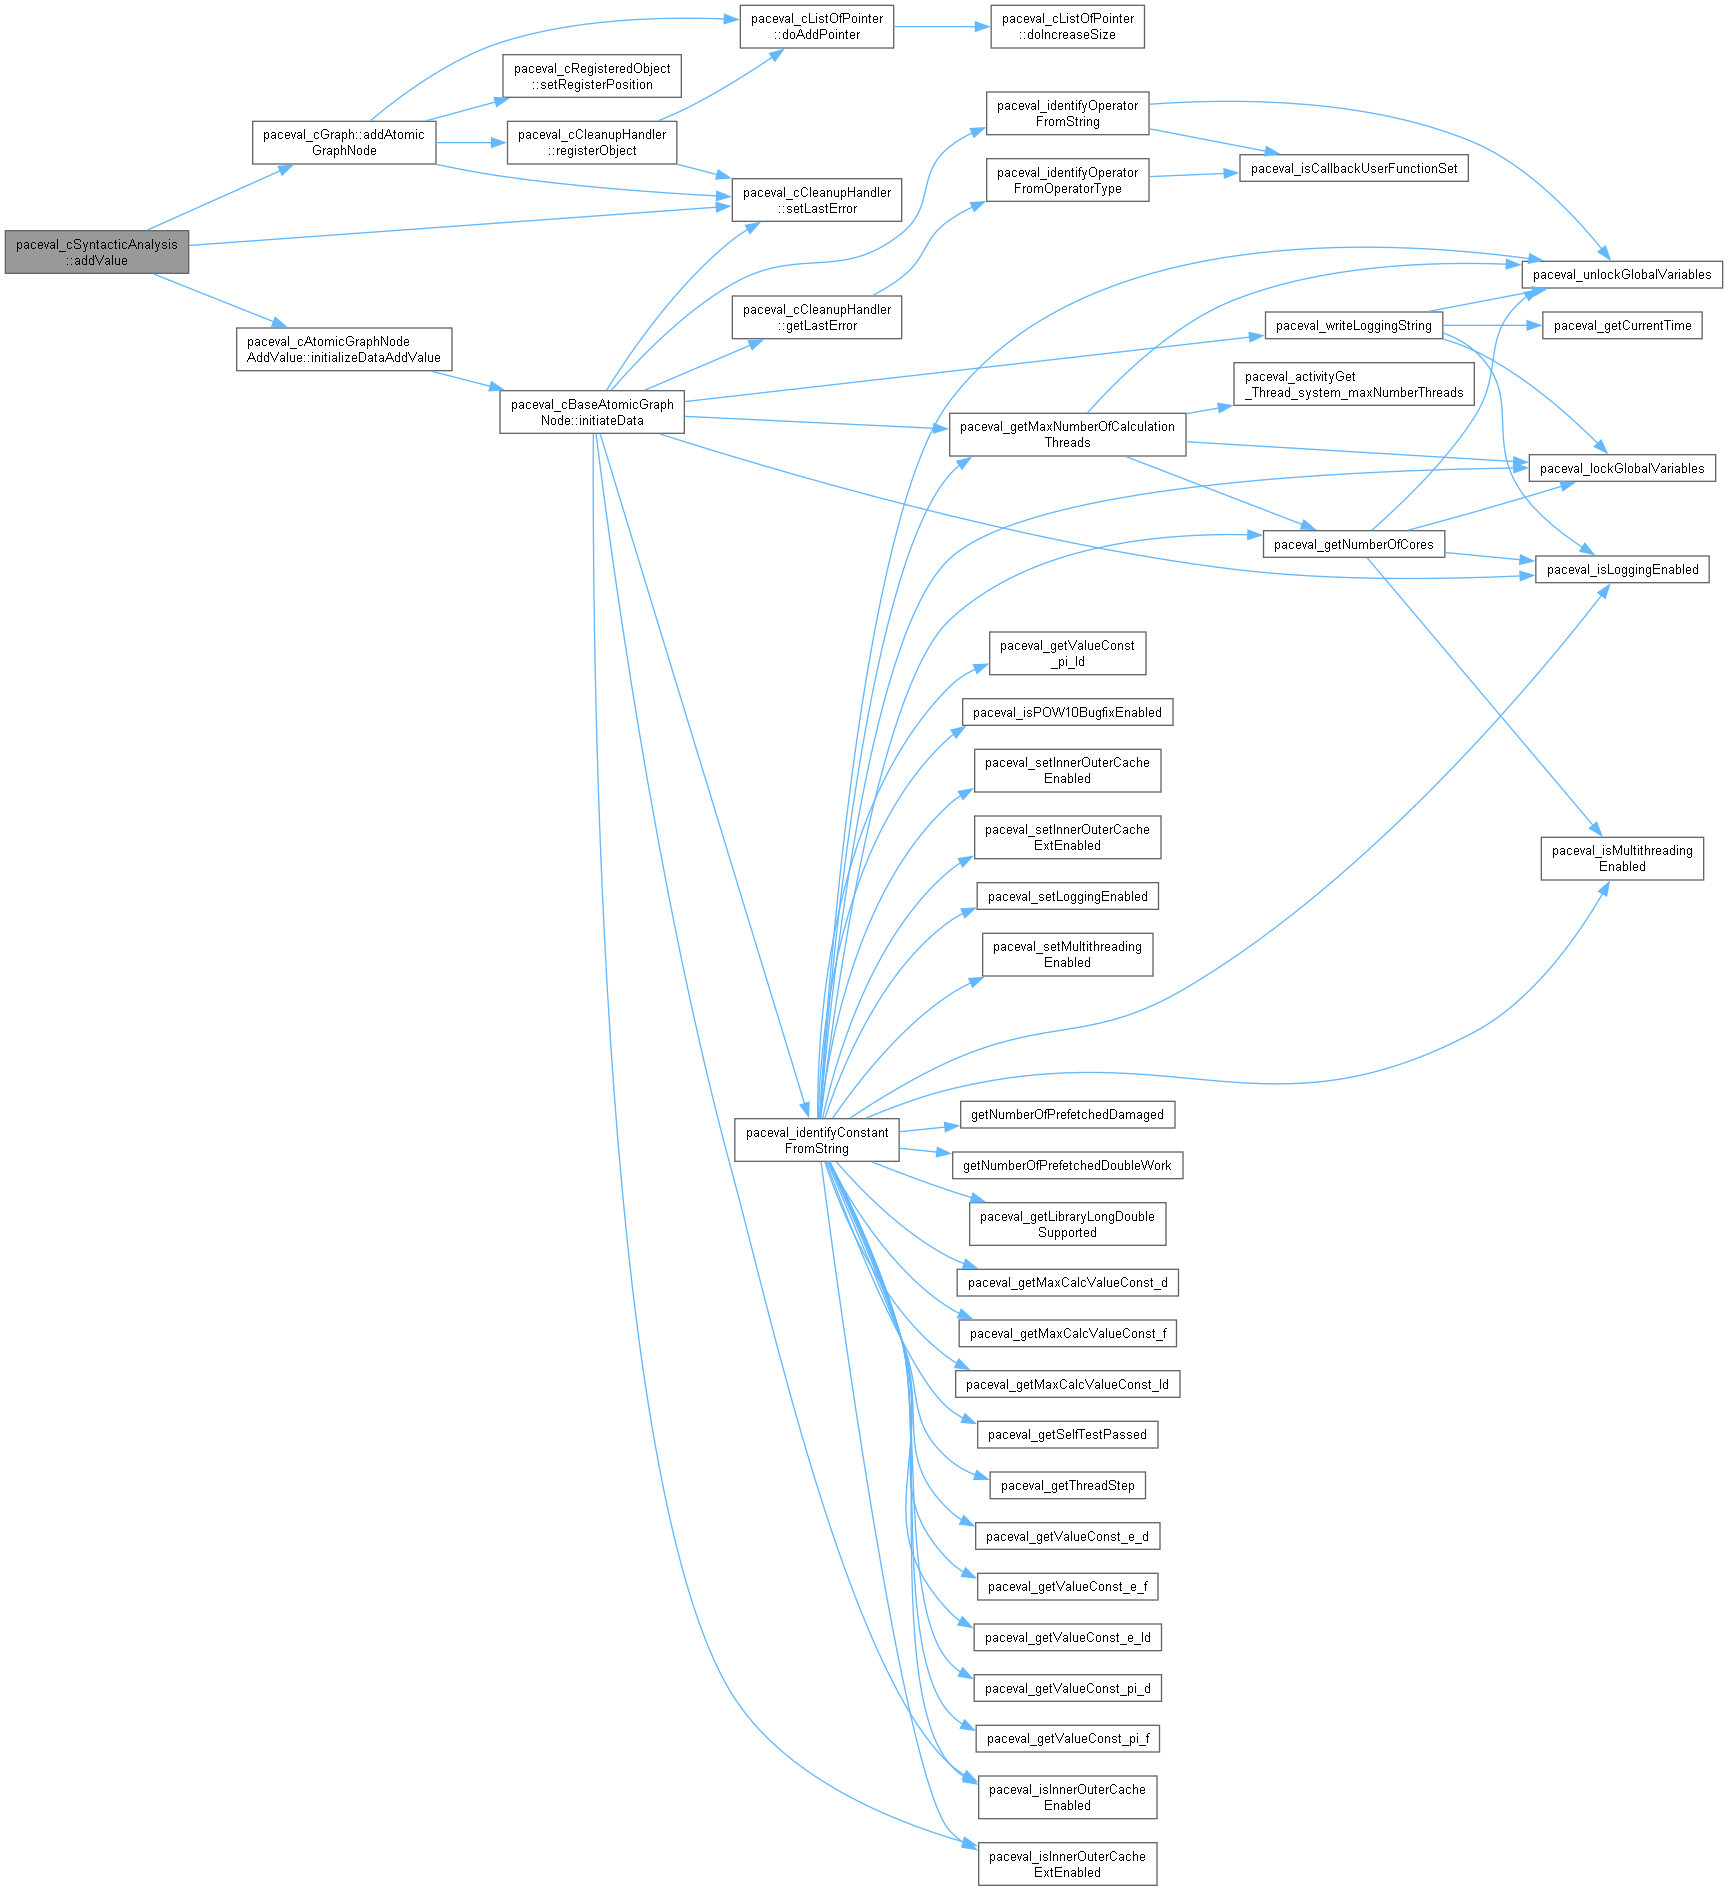 paceval_cSyntacticAnalysis
::addValue
paceval_cGraph::addAtomic
GraphNode
paceval_cAtomicGraphNode
AddValue::initializeDataAddValue
paceval_cListOfPointer
::doAddPointer
paceval_cRegisteredObject
::setRegisterPosition
paceval_cCleanupHandler
::registerObject
paceval_cCleanupHandler
::setLastError
paceval_cCleanupHandler
::getLastError
paceval_cBaseAtomicGraph
Node::initiateData
paceval_identifyConstant
FromString
paceval_cListOfPointer
::doIncreaseSize
paceval_identifyOperator
FromString
paceval_identifyOperator
FromOperatorType
paceval_isCallbackUserFunctionSet
paceval_unlockGlobalVariables
paceval_writeLoggingString
paceval_getCurrentTime
paceval_activityGet
_Thread_system_maxNumberThreads
paceval_getMaxNumberOfCalculation
Threads
paceval_lockGlobalVariables
paceval_getNumberOfCores
paceval_isLoggingEnabled
paceval_getValueConst
_pi_ld
paceval_isPOW10BugfixEnabled
paceval_setInnerOuterCache
Enabled
paceval_setInnerOuterCache
ExtEnabled
paceval_setLoggingEnabled
paceval_setMultithreading
Enabled
paceval_isMultithreading
Enabled
getNumberOfPrefetchedDamaged
getNumberOfPrefetchedDoubleWork
paceval_getLibraryLongDouble
Supported
paceval_getMaxCalcValueConst_d
paceval_getMaxCalcValueConst_f
paceval_getMaxCalcValueConst_ld
paceval_getSelfTestPassed
paceval_getThreadStep
paceval_getValueConst_e_d
paceval_getValueConst_e_f
paceval_getValueConst_e_ld
paceval_getValueConst_pi_d
paceval_getValueConst_pi_f
paceval_isInnerOuterCache
Enabled
paceval_isInnerOuterCache
ExtEnabled